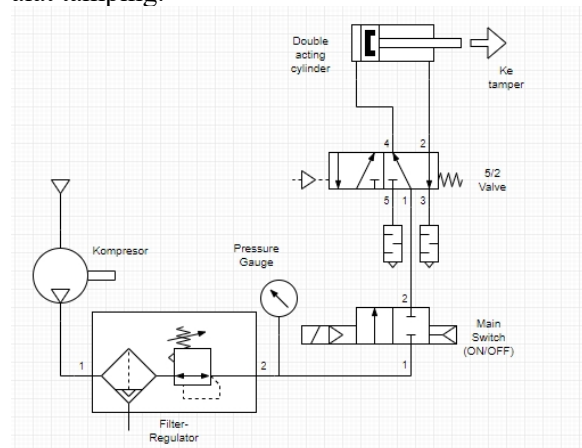 Double
acting
cylinder
Ke
tamper
4
2
5/2
Valve
5
1
3
Kompresor
Pressure
Gauge
2
Main
Switch
(ON/OFF)
1
1
2
Filter-
Regulator